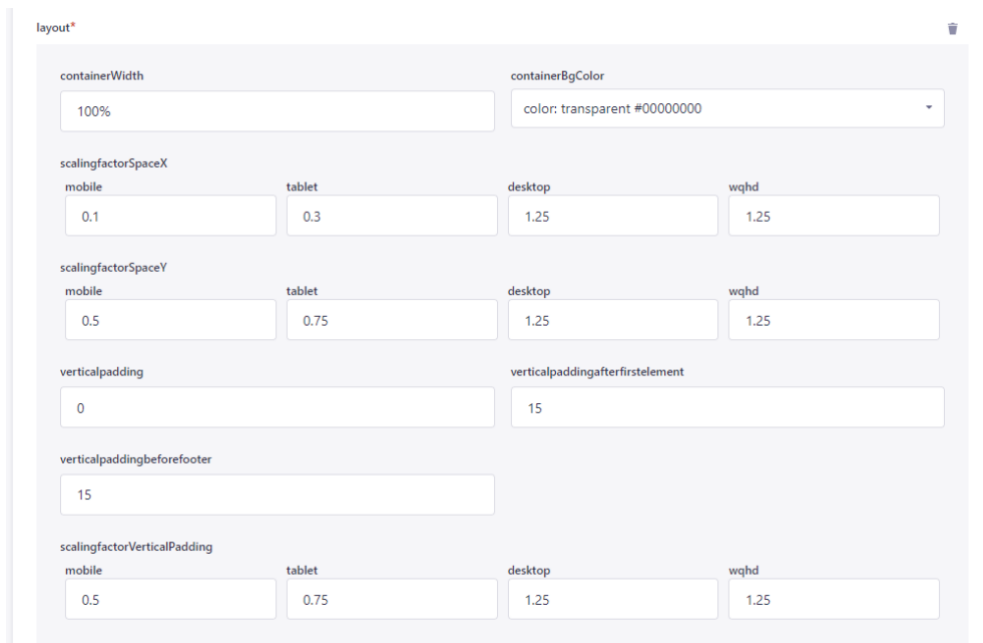 layout*
containerWidth containerBgColor
100% color: transparent #00000000
scalingfactorSpaceX
mobile tablet desktop wqhd
0.1 0.3 1.25 1.25
scalingfactorSpaceY
mobile tablet desktop wqhd
0.5 0.75 1.25 1.25
verticalpadding verticalpaddingafterfirstelement
0 15
verticalpaddingbeforefooter
15
scalingfactorVerticalPadding
mobile tablet desktop wqhd
0.5 0.75 1.25 1.25